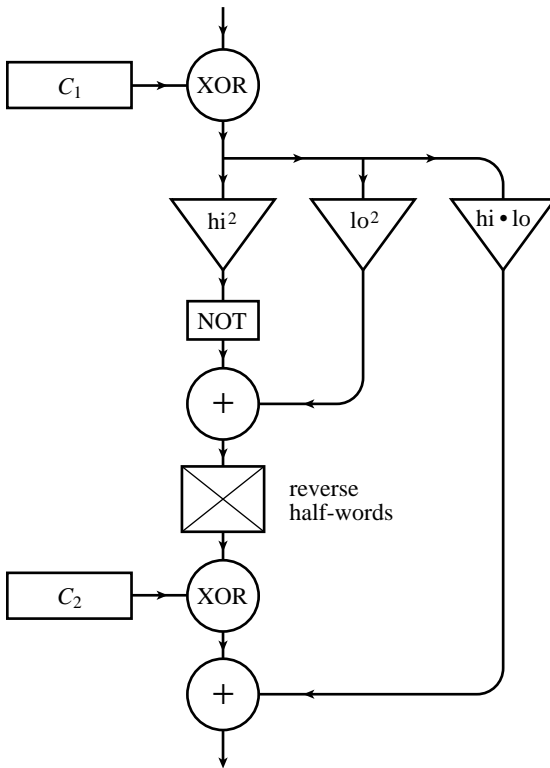 XOR
C₁
hi²
lo²
hi • lo
NOT
+
reverse
half-words
C₂
XOR
+